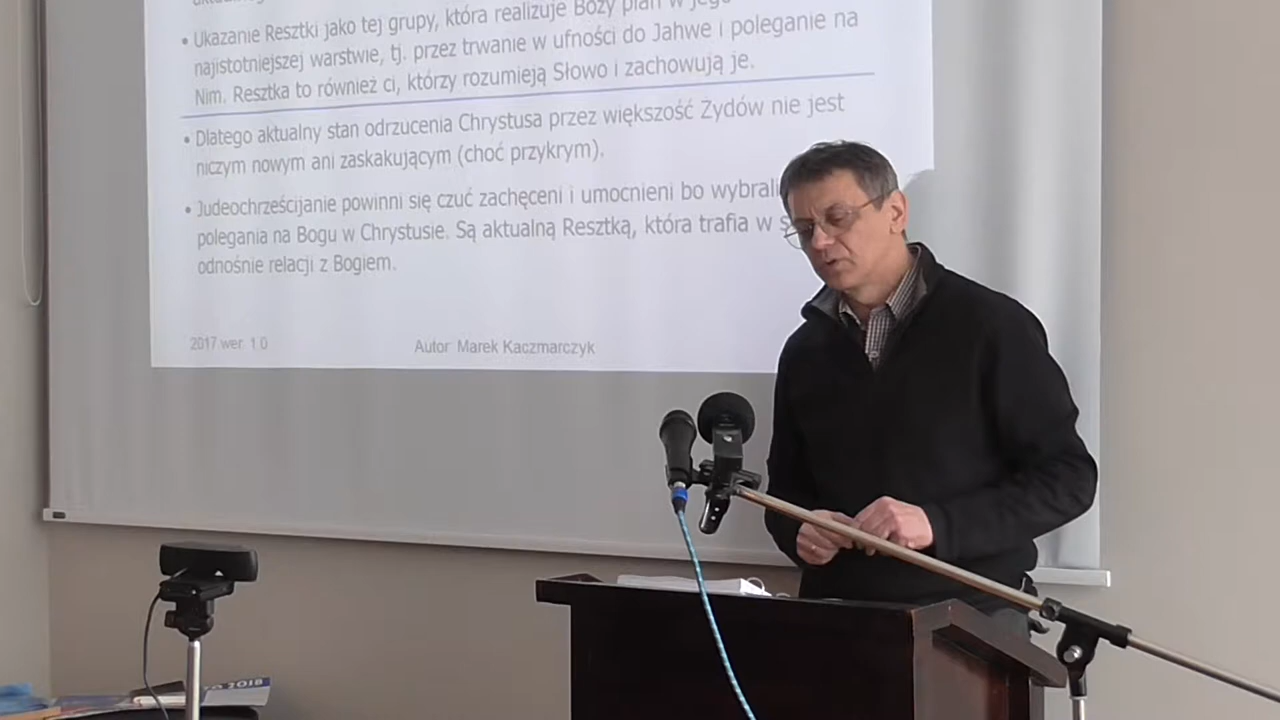 • Ukazanie Resztki jako tej grupy, która realizuje Boży plan w jego
najistotniejszej warstwie, tj. przez trwanie w ufności do Jahwe i poleganie na
Nim. Resztka to również ci, którzy rozumieją Słowo i zachowują je.
• Dlatego aktualny stan odrzucenia Chrystusa przez większość Żydów nie jest
niczym nowym ani zaskakującym (choć przykrym).
• Judeochrześcijanie powinni się czuć zachęceni i umocnieni bo wybrali
polegania na Bogu w Chrystusie. Są aktualną Resztką, która trafia w
odnośnie relacji z Bogiem.
2017 wer. 1.0
Autor: Marek Kaczmarczyk
2018